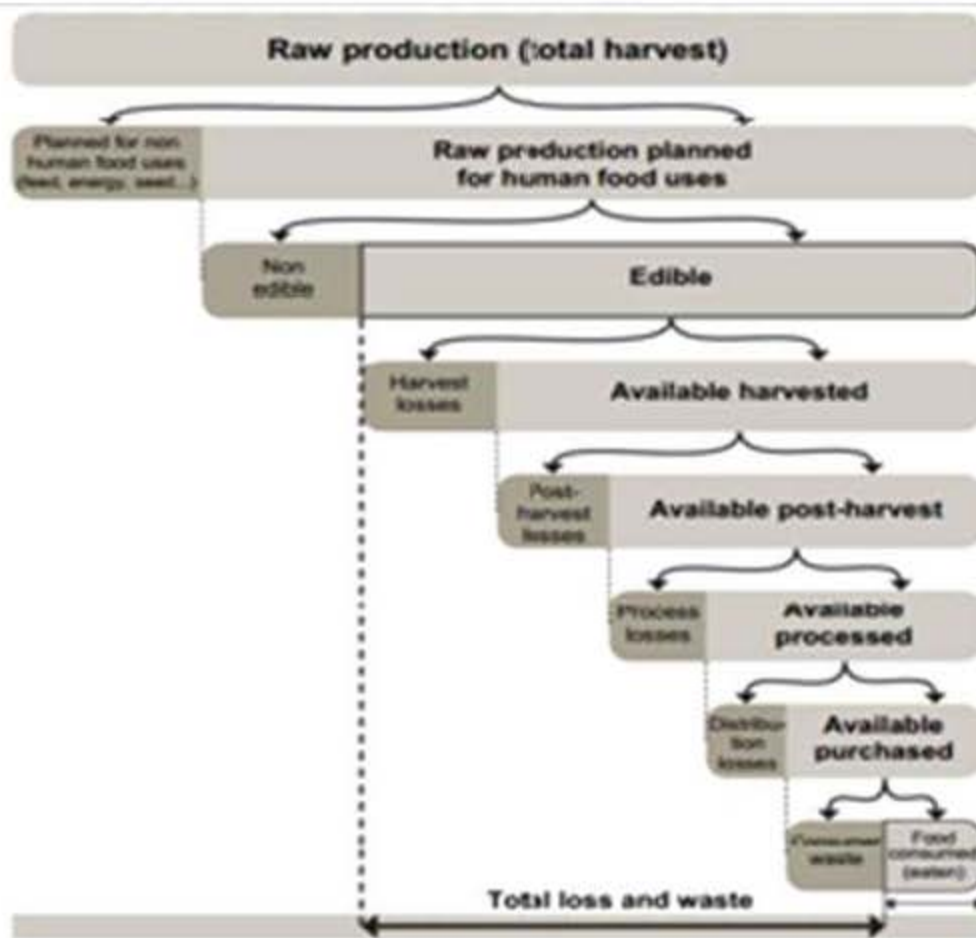 Raw production (total harvest)
Planned for non
human food uses
(feed, energy, seed...)
Raw production planned
for human food uses
Non
edible
Edible
Harvest
losses
Available harvested
Post-
harvest
losses
Available post-harvest
Process
losses
Available
processed
Distribu-
tion
losses
Available
purchased
Consumer
waste
Food
consumed
(eaten)
Total loss and waste